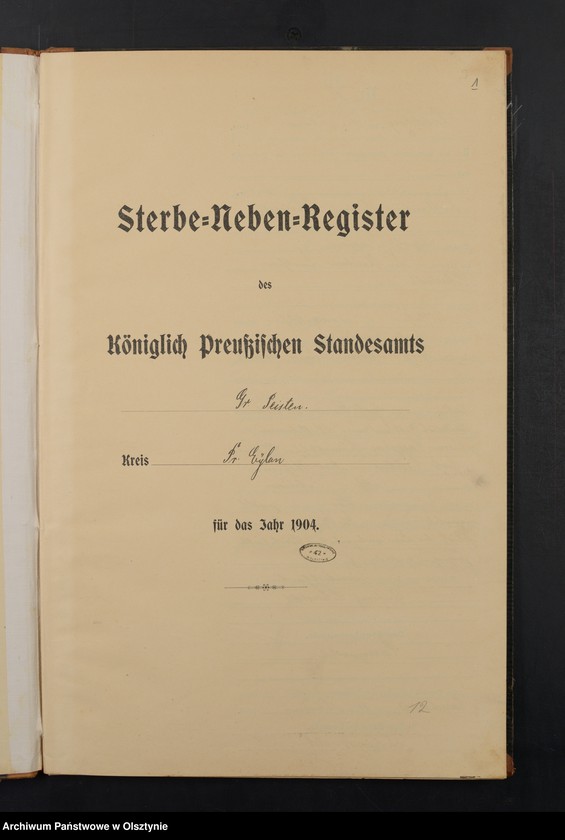 1
Sterbe=Neben=Register
des
Königlich Preußischen Standesamts
Gr Peisten.
Kreis Pr. Eylau
für das Jahr 1904.
12
Archiwum Państwowe w Olsztynie